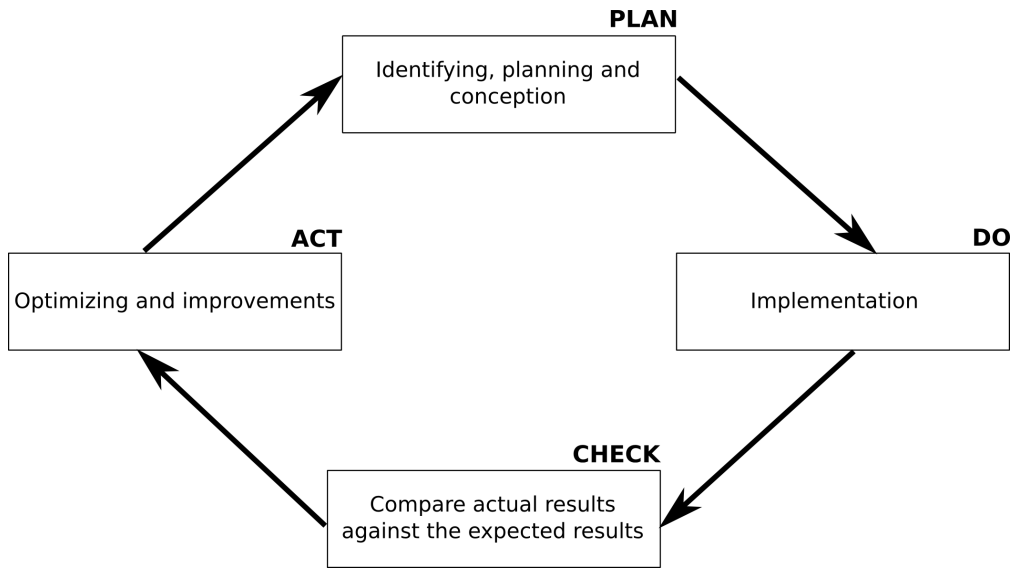 PLAN
Identifying, planning and
conception
ACT
Optimizing and improvements
DO
Implementation
CHECK
Compare actual results
against the expected results